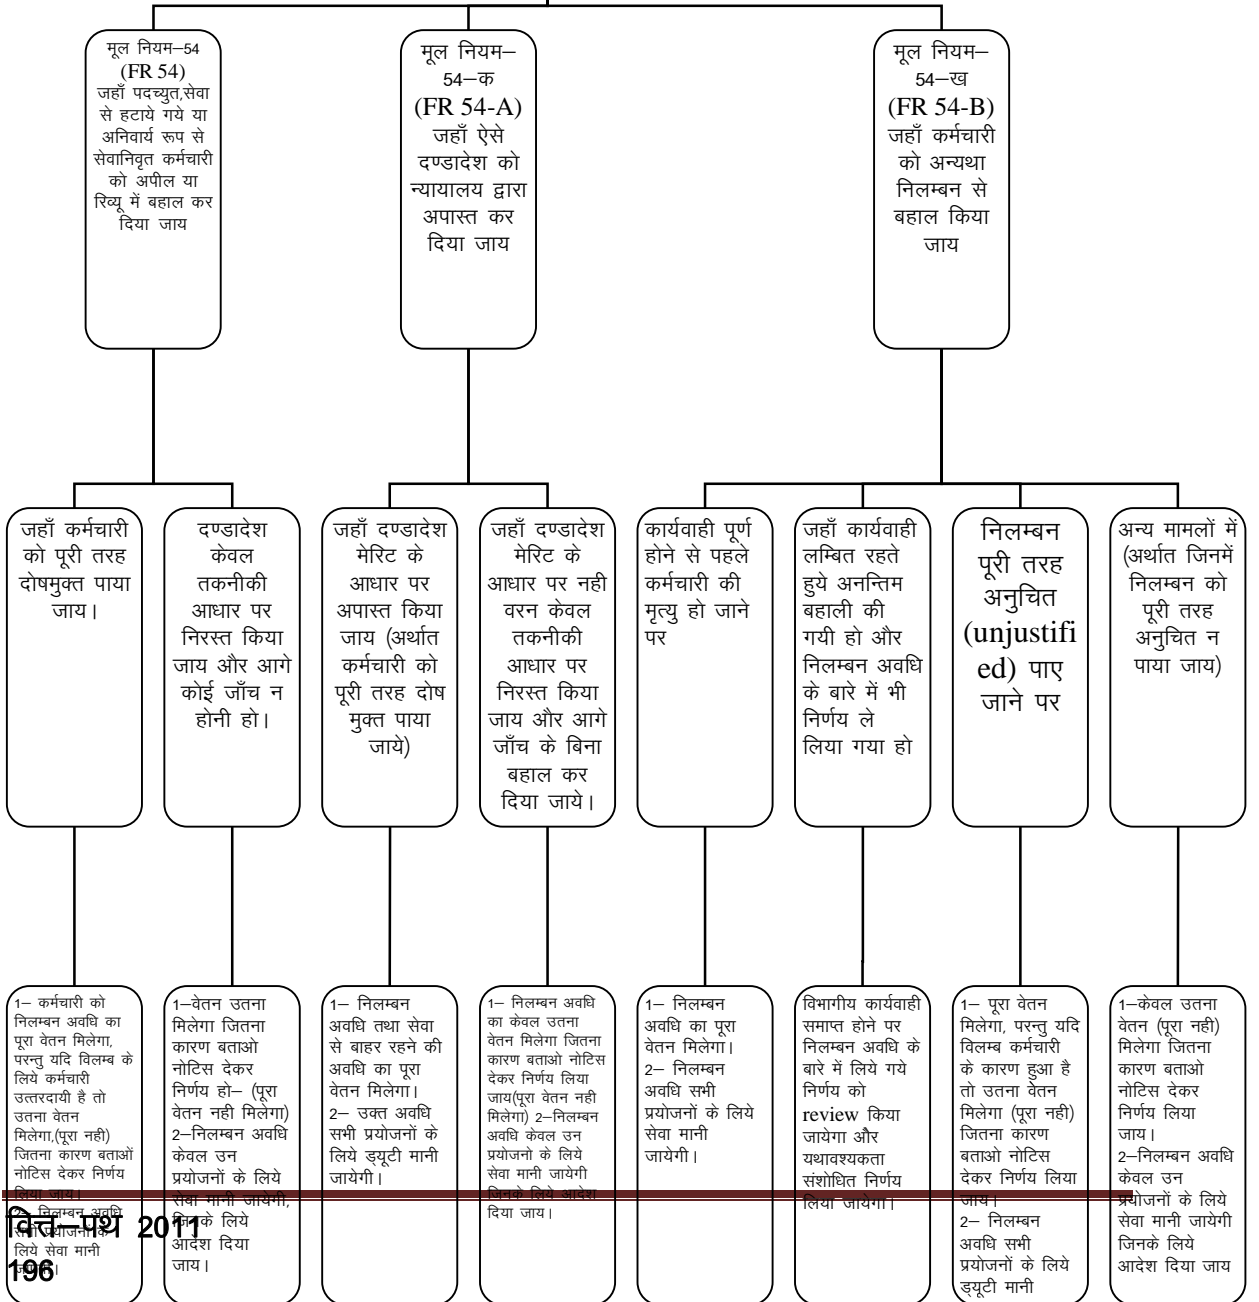 मूल नियम–54
(FR 54)
जहाँ पदच्युत,सेवा
से हटाये गये या
अनिवार्य रूप से
सेवानिवृत कर्मचारी
को अपील या
रिव्यू में बहाल कर
दिया जाय
मूल नियम–
54–क
(FR 54-A)
जहाँ ऐसे
दण्डादेश को
न्यायालय द्वारा
अपास्त कर
दिया जाय
मूल नियम–
54–ख
(FR 54-B)
जहाँ कर्मचारी
को अन्यथा
निलम्बन से
बहाल किया
जाय
जहाँ कर्मचारी
को पूरी तरह
दोषमुक्त पाया
जाय।
दण्डादेश
केवल
तकनीकी
आधार पर
निरस्त किया
जाय और आगे
कोई जाँच न
होनी हो।
जहाँ दण्डादेश
मेरिट के
आधार पर
अपास्त किया
जाय (अर्थात
कर्मचारी को
पूरी तरह दोष
मुक्त पाया
जाये)
जहाँ दण्डादेश
मेरिट के
आधार पर नही
वरन केवल
तकनीकी
आधार पर
निरस्त किया
जाय और आगे
जाँच के बिना
बहाल कर
दिया जाये।
कार्यवाही पूर्ण
होने से पहले
कर्मचारी की
मृत्यु हो जाने
पर
जहाँ कार्यवाही
लम्बित रहते
हुये अनन्तिम
बहाली की
गयी हो और
निलम्बन अवधि
के बारे में भी
निर्णय ले
लिया गया हो
निलम्बन
पूरी तरह
अनुचित
(unjustifi
ed) पाए
जाने पर
अन्य मामलों में
(अर्थात जिनमें
निलम्बन को
पूरी तरह
अनुचित न
पाया जाय)
1– कर्मचारी को
निलम्बन अवधि का
पूरा वेतन मिलेगा,
परन्तु यदि विलम्ब के
लिये कर्मचारी
उत्तरदायी है तो
उतना वेतन
मिलेगा,(पूरा नही)
जितना कारण बताओं
नोटिस देकर निर्णय
लिया जाय।
2– निलम्बन अवधि
सभी प्रयोजनो के
लिये सेवा मानी
1–वेतन उतना
मिलेगा जितना
कारण बताओ
नोटिस देकर
निर्णय हो– (पूरा
वेतन नही मिलेगा)
2–निलम्बन अवधि
केवल उन
प्रयोजनों के लिये
सेवा मानी जायेगी,
जिनके लिये
आदेश दिया
जाय।
1– निलम्बन
अवधि तथा सेवा
से बाहर रहने की
अवधि का पूरा
वेतन मिलेगा।
2– उक्त अवधि
सभी प्रयोजनों के
लिये ड्यूटी मानी
जायेगी।
1– निलम्बन अवधि
का केवल उतना
वेतन मिलेगा जितना
कारण बताओ नोटिस
देकर निर्णय लिया
जाय(पूरा वेतन नही
मिलेगा) 2–निलम्बन
अवधि केवल उन
प्रयोजनो के लिये
सेवा मानी जायेगी
जिनके लिये आदेश
दिया जाय।
1– निलम्बन
अवधि का पूरा
वेतन मिलेगा।
2– निलम्बन
अवधि सभी
प्रयोजनों के लिये
सेवा मानी
जायेगी।
विभागीय कार्यवाही
समाप्त होने पर
निलम्बन अवधि के
बारे में लिये गये
निर्णय को
review किया
जायेगा और
यथावश्यकता
संशोधित निर्णय
लिया जायेगा।
1– पूरा वेतन
मिलेगा, परन्तु यदि
विलम्ब कर्मचारी
के कारण हुआ है
तो उतना वेतन
मिलेगा (पूरा नही)
जितना कारण
बताओ नोटिस
देकर निर्णय लिया
जाय।
2– निलम्बन
अवधि सभी
प्रयोजनों के लिये
ड्यूटी मानी
1–केवल उतना
वेतन (पूरा नही)
मिलेगा जितना
कारण बताओ
नोटिस देकर
निर्णय लिया
जाय।
2–निलम्बन अवधि
केवल उन
प्रयोजनों के लिये
सेवा मानी जायेगी
जिनके लिये
आदेश दिया जाय
वित्त–पथ 2011
196